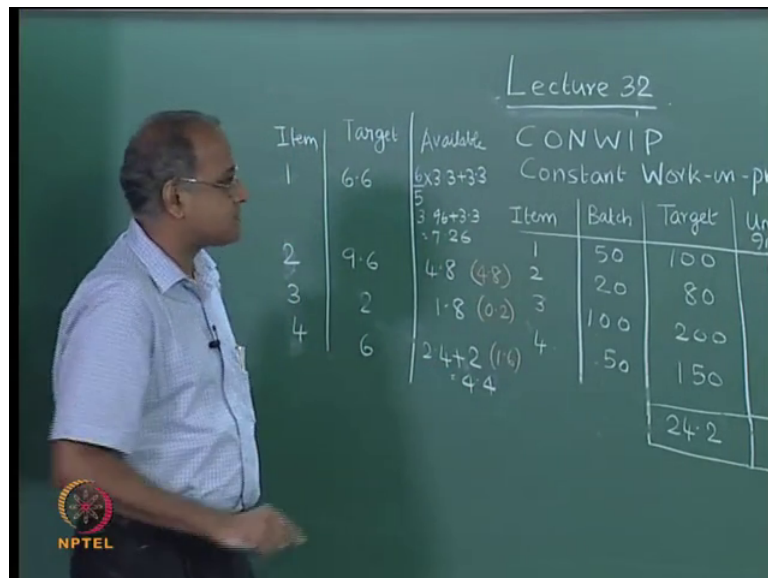 Lecture 32
CONWIP
Constant Work-in-pr
Item Target Available
1 6.6 6/5 x3.3+3.3
3.96+3.3
=7.26
2 9.6 4.8 (4.8)
3 2 1.8 (0.2)
4 6 2.4+2 (1.6)
=4.4
Item Batch Target Un
1 50 100
2 20 80
3 100 200
4 50 150
24.2
NPTEL